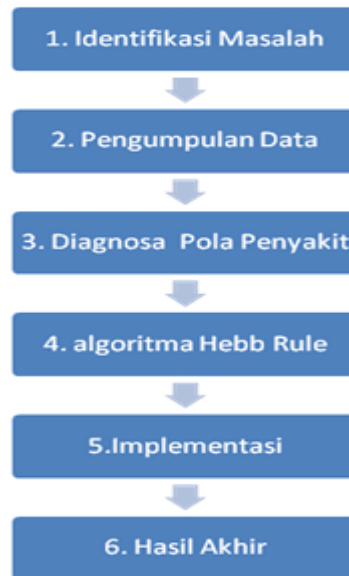 1. Identifikasi Masalah
2. Pengumpulan Data
3. Diagnosa Pola Penyakit
4. algoritma Hebb Rule
5.Implementasi
6. Hasil Akhir